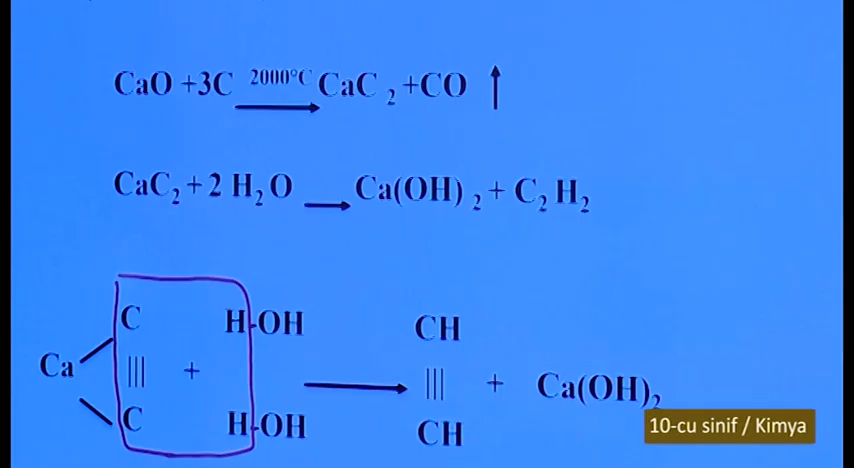 CaO +3C 2000°C CaC₂ +CO ↑
CaC₂ + 2 H₂O → Ca(OH)₂ + C₂H₂
C H-OH CH
Ca ||| + → ||| + Ca(OH)₂
C H-OH CH
10-cu sinif / Kimya